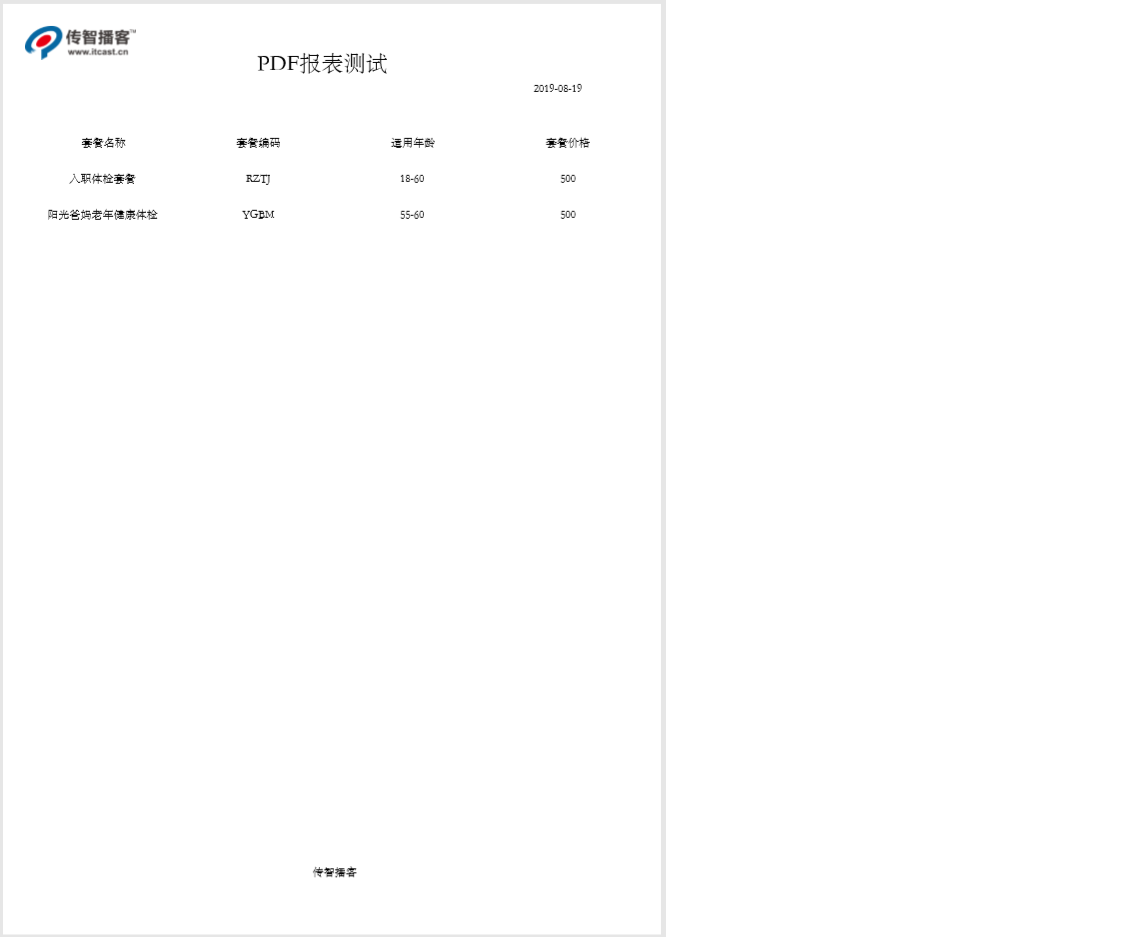 传智播客™
www.itcast.cn
PDF报表测试
2019-08-19
套餐名称 套餐编码 适用年龄 套餐价格
入职体检套餐 RZTJ 18-60 500
阳光爸妈老年健康体检 YGBM 55-60 500
传智播客